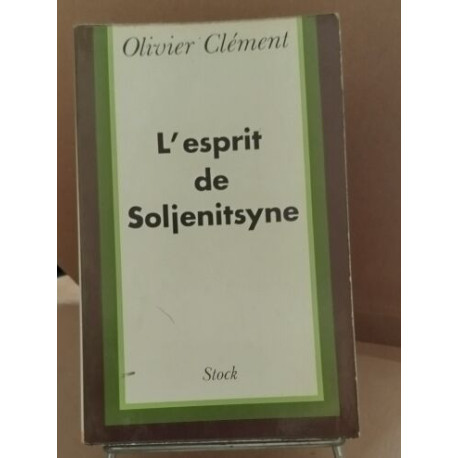 Olivier Clément
L'esprit
de
Soljenitsyne
Stock